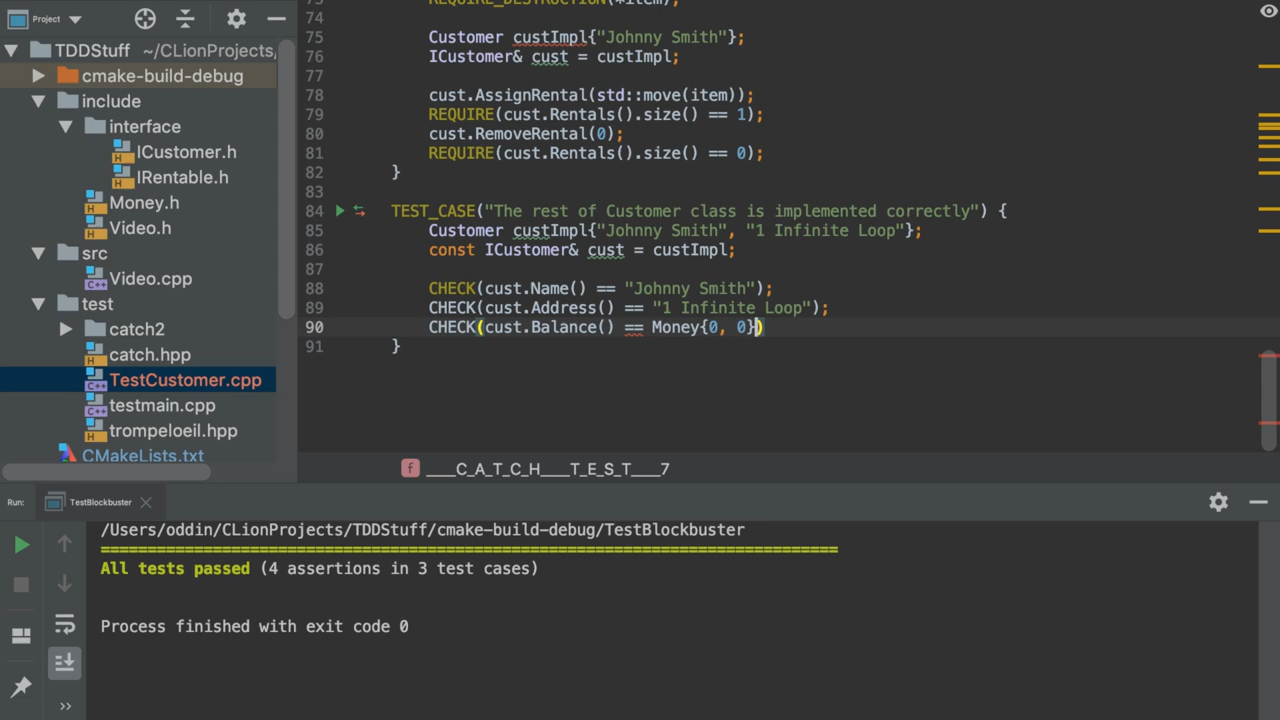 Project
TDDStuff ~/CLionProjects/
cmake-build-debug
include
interface
ICustomer.h
IRentable.h
Money.h
Video.h
src
Video.cpp
test
catch2
catch.hpp
TestCustomer.cpp
testmain.cpp
trompeloeil.hpp
CMakeLists.txt
REQUIRE_DESTRUCTION(*item);
74
75 Customer custImpl{"Johnny Smith"};
76 ICustomer& cust = custImpl;
77
78 cust.AssignRental(std::move(item));
79 REQUIRE(cust.Rentals().size() == 1);
80 cust.RemoveRental(0);
81 REQUIRE(cust.Rentals().size() == 0);
82 }
83
84 TEST_CASE("The rest of Customer class is implemented correctly") {
85 Customer custImpl{"Johnny Smith", "1 Infinite Loop"};
86 const ICustomer& cust = custImpl;
87
88 CHECK(cust.Name() == "Johnny Smith");
89 CHECK(cust.Address() == "1 Infinite Loop");
90 CHECK(cust.Balance() == Money{0, 0})
91 }
f ____C_A_T_C_H____T_E_S_T____7
Run: TestBlockbuster
/Users/oddin/CLionProjects/TDDStuff/cmake-build-debug/TestBlockbuster
===============================================================================
All tests passed (4 assertions in 3 test cases)
Process finished with exit code 0